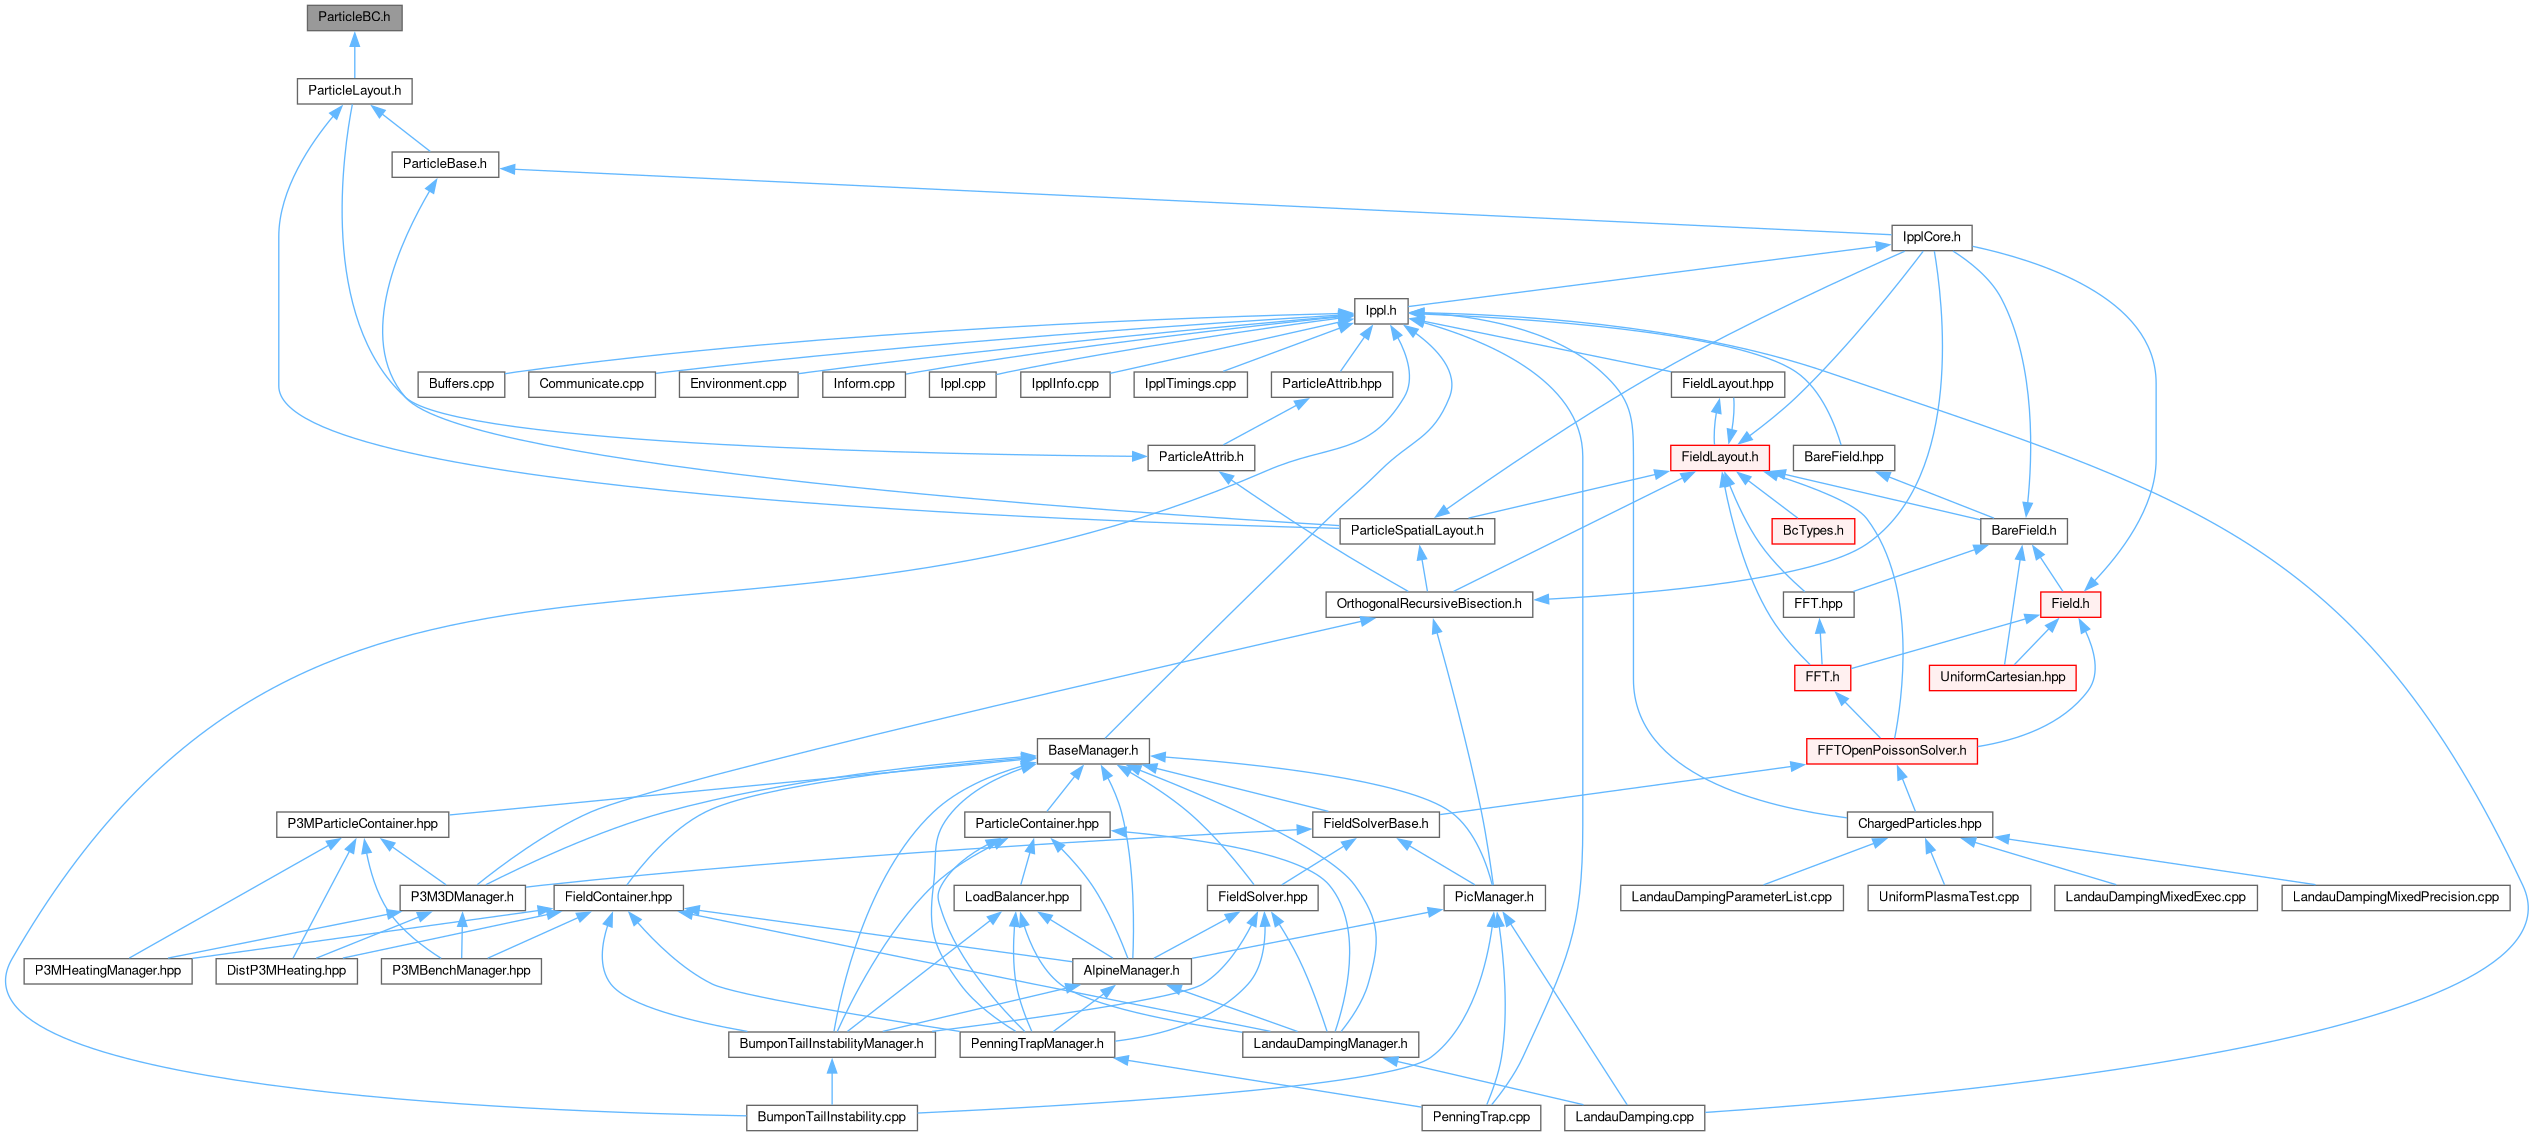 ParticleBC.h
ParticleLayout.h
ParticleBase.h
IpplCore.h
Ippl.h
Buffers.cpp
Communicate.cpp
Environment.cpp
Inform.cpp
Ippl.cpp
IpplInfo.cpp
IpplTimings.cpp
ParticleAttrib.hpp
FieldLayout.hpp
ParticleAttrib.h
FieldLayout.h
BareField.hpp
ParticleSpatialLayout.h
BcTypes.h
BareField.h
OrthogonalRecursiveBisection.h
FFT.hpp
Field.h
FFT.h
UniformCartesian.hpp
BaseManager.h
FFTOpenPoissonSolver.h
P3MParticleContainer.hpp
ParticleContainer.hpp
FieldSolverBase.h
ChargedParticles.hpp
P3M3DManager.h
FieldContainer.hpp
LoadBalancer.hpp
FieldSolver.hpp
PicManager.h
LandauDampingParameterList.cpp
UniformPlasmaTest.cpp
LandauDampingMixedExec.cpp
LandauDampingMixedPrecision.cpp
P3MHeatingManager.hpp
DistP3MHeating.hpp
P3MBenchManager.hpp
AlpineManager.h
BumponTailInstabilityManager.h
PenningTrapManager.h
LandauDampingManager.h
BumponTailInstability.cpp
PenningTrap.cpp
LandauDamping.cpp